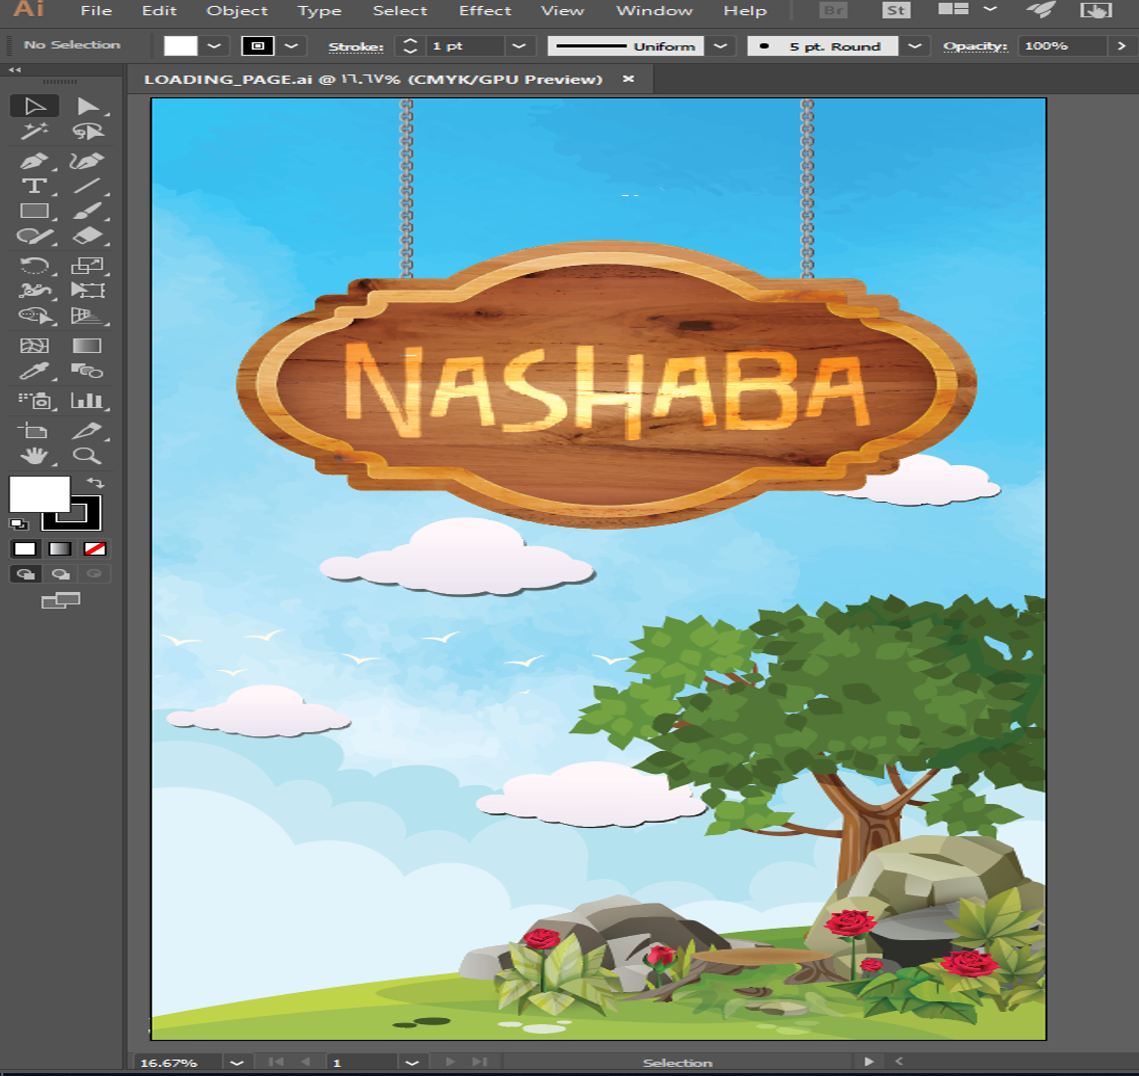 Ai File Edit Object Type Select Effect View Window Help Br St
No Selection Stroke: 1 pt Uniform 5 pt. Round Opacity: 100%
LOADING_PAGE.ai @ ١٦.٦٧% (CMYK/GPU Preview) ×
T
NASHABA
16.67% 1 Selection